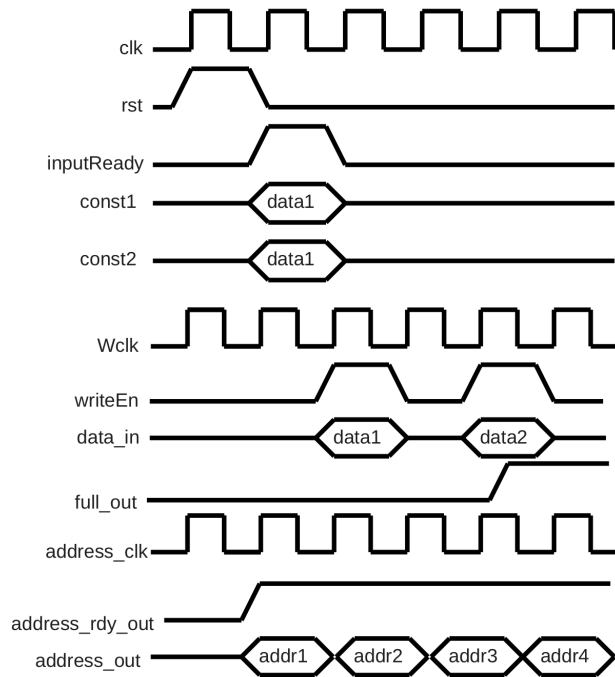 clk
rst
inputReady
const1 data1
const2 data1
Wclk
writeEn
data_in data1 data2
full_out
address_clk
address_rdy_out
address_out addr1 addr2 addr3 addr4